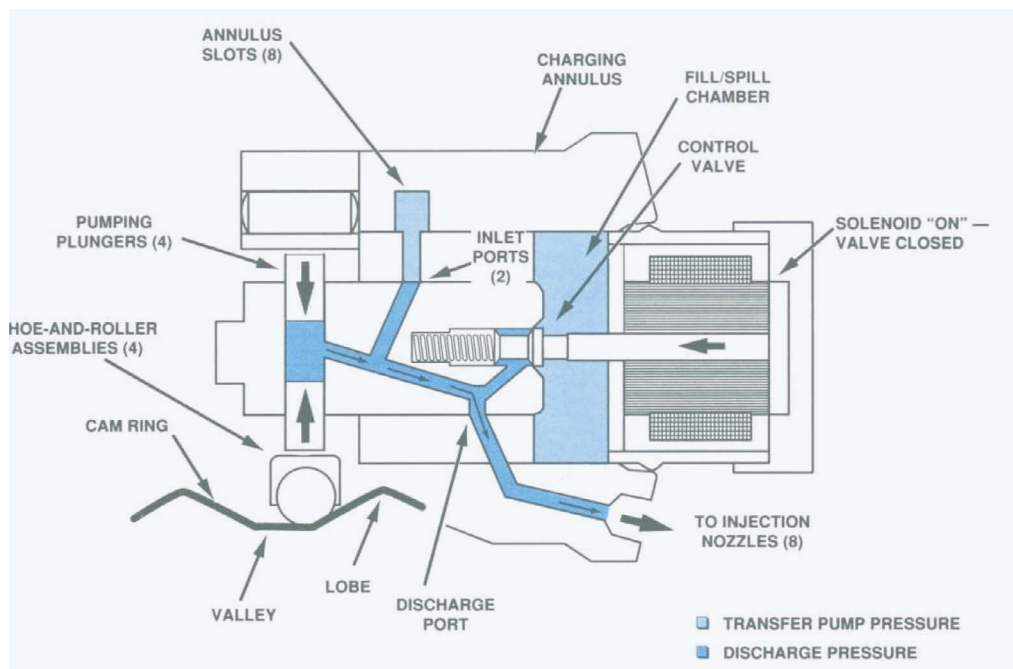 ANNULUS
SLOTS (8)
CHARGING
ANNULUS
FILL/SPILL
CHAMBER
CONTROL
VALVE
PUMPING
PLUNGERS (4)
INLET
PORTS
(2)
SOLENOID “ON” —
VALVE CLOSED
HOE-AND-ROLLER
ASSEMBLIES (4)
CAM RING
VALLEY
LOBE
DISCHARGE
PORT
TO INJECTION
NOZZLES (8)
TRANSFER PUMP PRESSURE
DISCHARGE PRESSURE